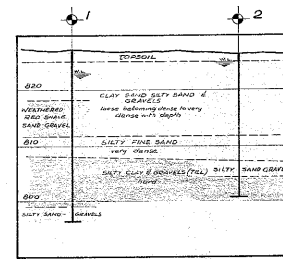 1 2
TOPSOIL
820
CLAY SAND SILTY SAND &
GRAVELS
WEATHERED
RED SHALE
SAND-GRAVEL
loose becoming dense to very
dense with depth
810
SILTY FINE SAND
very dense
SILTY CLAY & GRAVELS (TILL)
hard
SILTY SAND GRAVE
800
SILTY SAND - GRAVELS